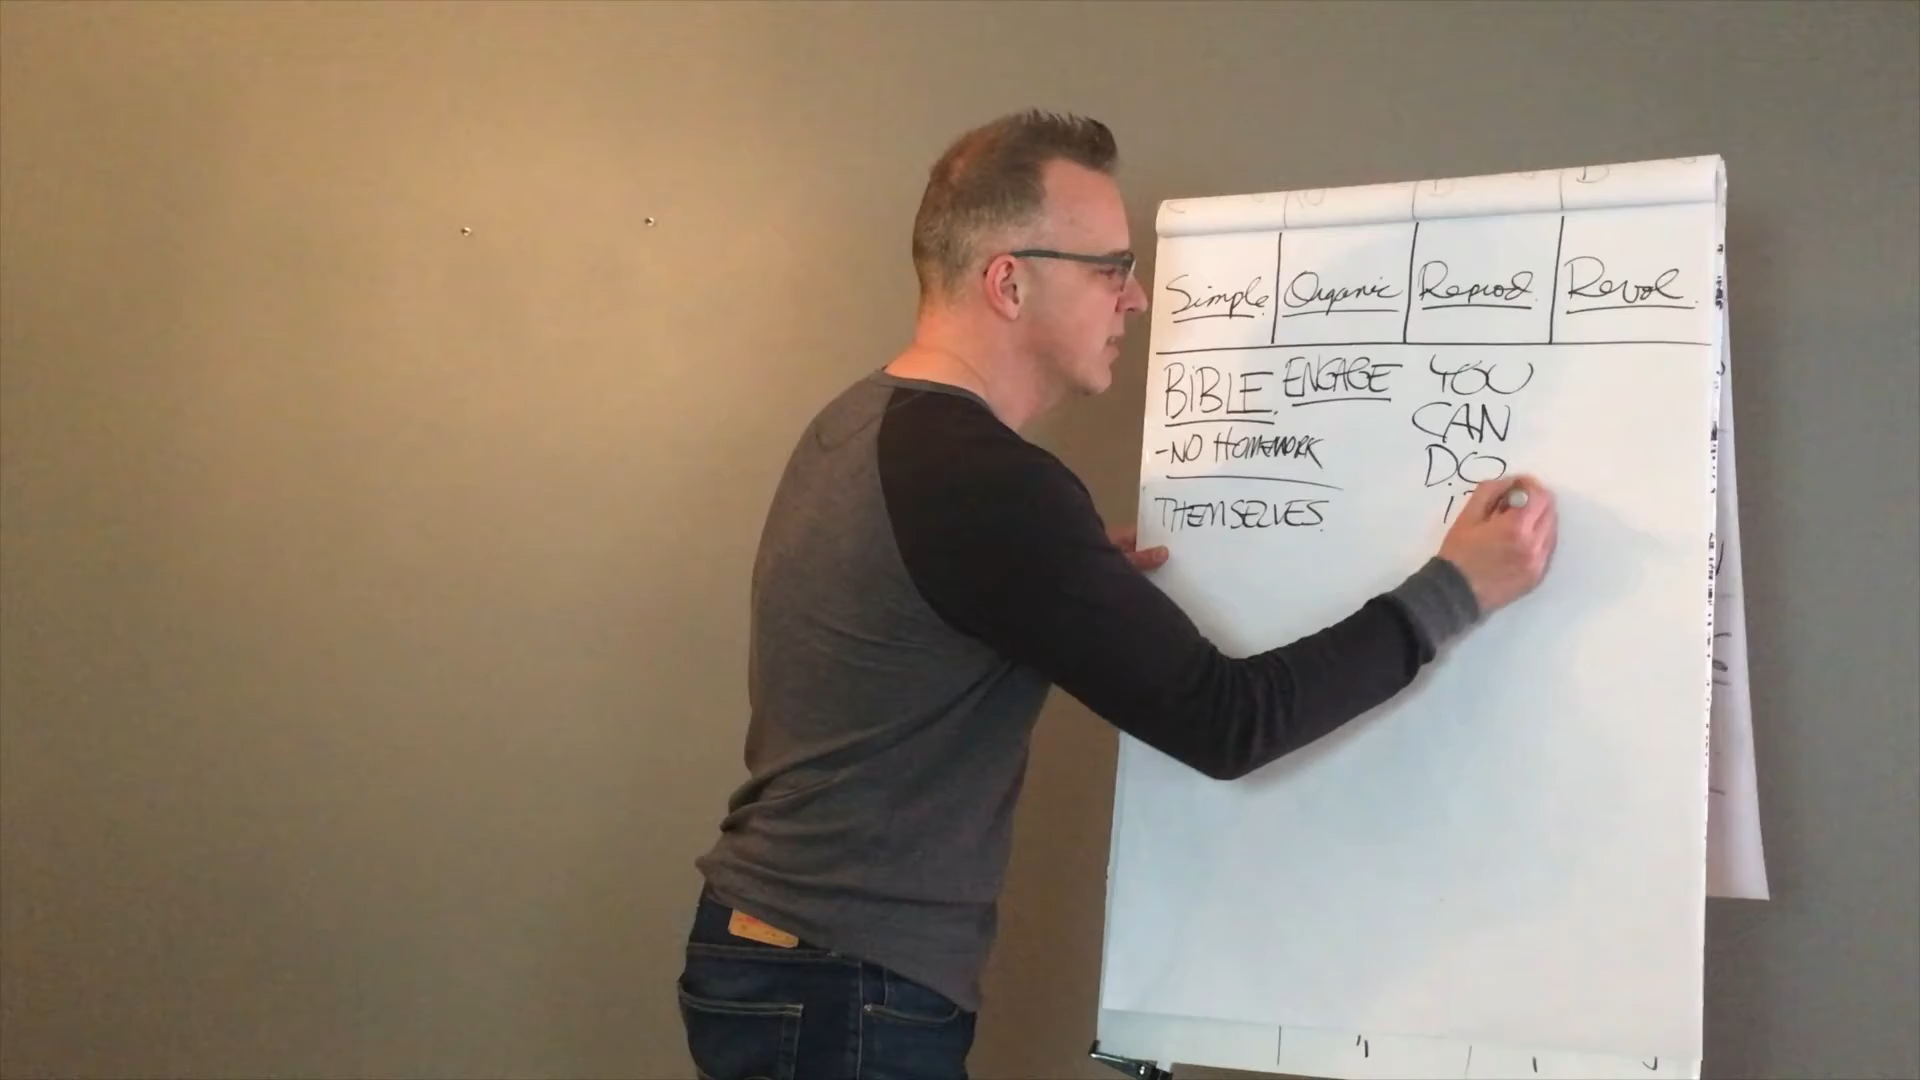 Simple. Organic Reprod. Revol.
BIBLE. ENGAGE YOU
CAN
-NO HOMEWORK
DO
THEMSELVES.